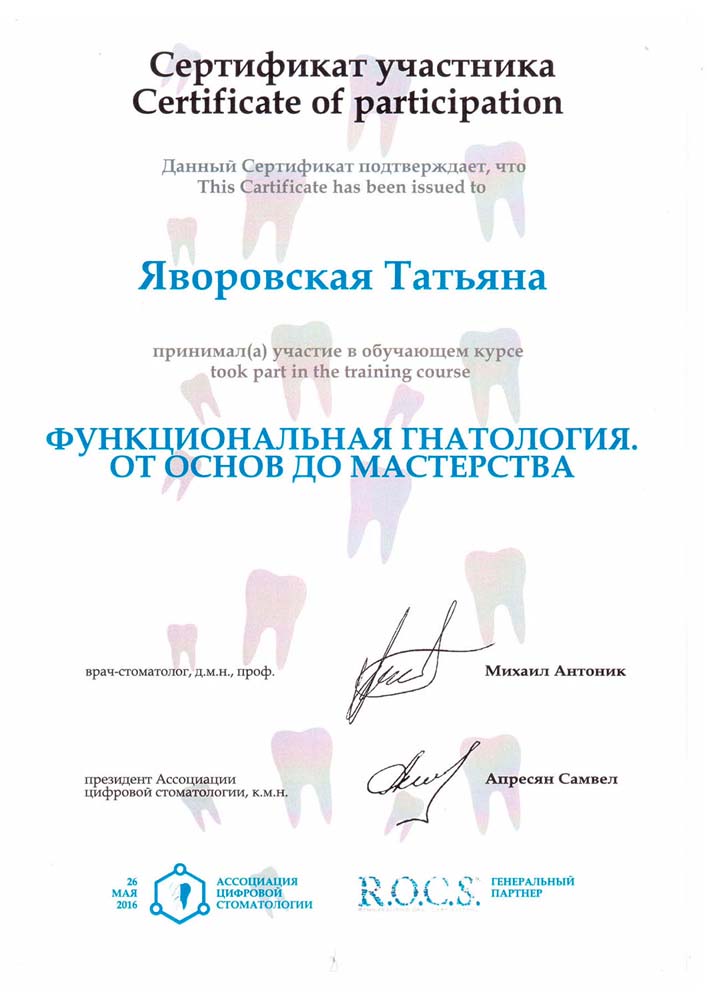 Сертификат участника
Certificate of participation
Данный Сертификат подтверждает, что
This Cartificate has been issued to
Яворовская Татьяна
принимал(а) участие в обучающем курсе
took part in the training course
ФУНКЦИОНАЛЬНАЯ ГНАТОЛОГИЯ.
ОТ ОСНОВ ДО МАСТЕРСТВА
врач-стоматолог, д.м.н., проф.
Михаил Антоник
президент Ассоциации
цифровой стоматологии, к.м.н.
Апресян Самвел
26
МАЯ
2016
АССОЦИАЦИЯ
ЦИФРОВОЙ
СТОМАТОЛОГИИ
R.O.C.S.
ГЕНЕРАЛЬНЫЙ
ПАРТНЕР